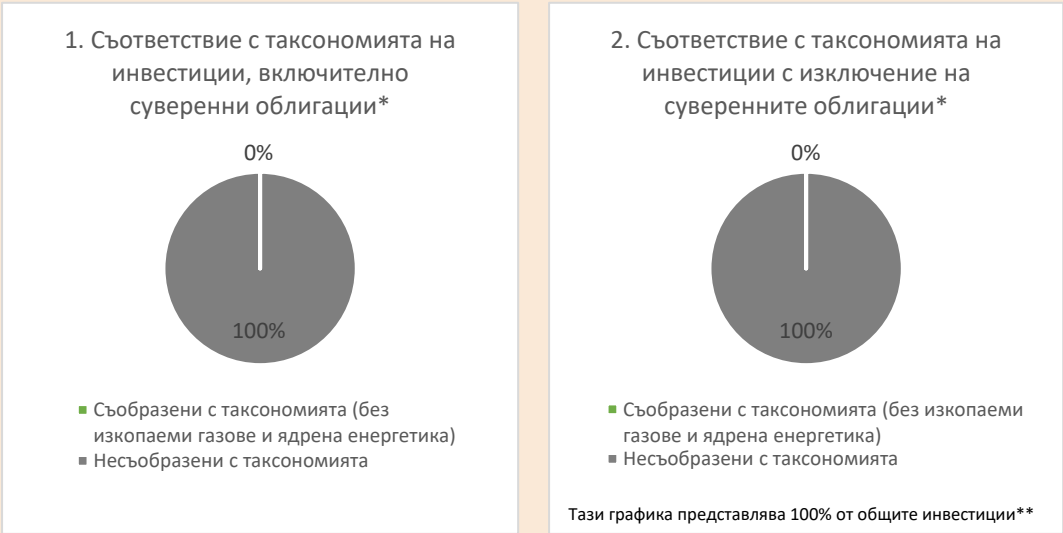 1. Съответствие с таксономията на
инвестиции, включително
суверенни облигации*
0%
100%
Съобразени с таксономията (без
изкопаеми газове и ядрена енергетика)
Несъобразени с таксономията
2. Съответствие с таксономията на
инвестиции с изключение на
суверенните облигации*
0%
100%
Съобразени с таксономията (без изкопаеми
газове и ядрена енергетика)
Несъобразени с таксономията
Тази графика представлява 100% от общите инвестиции**